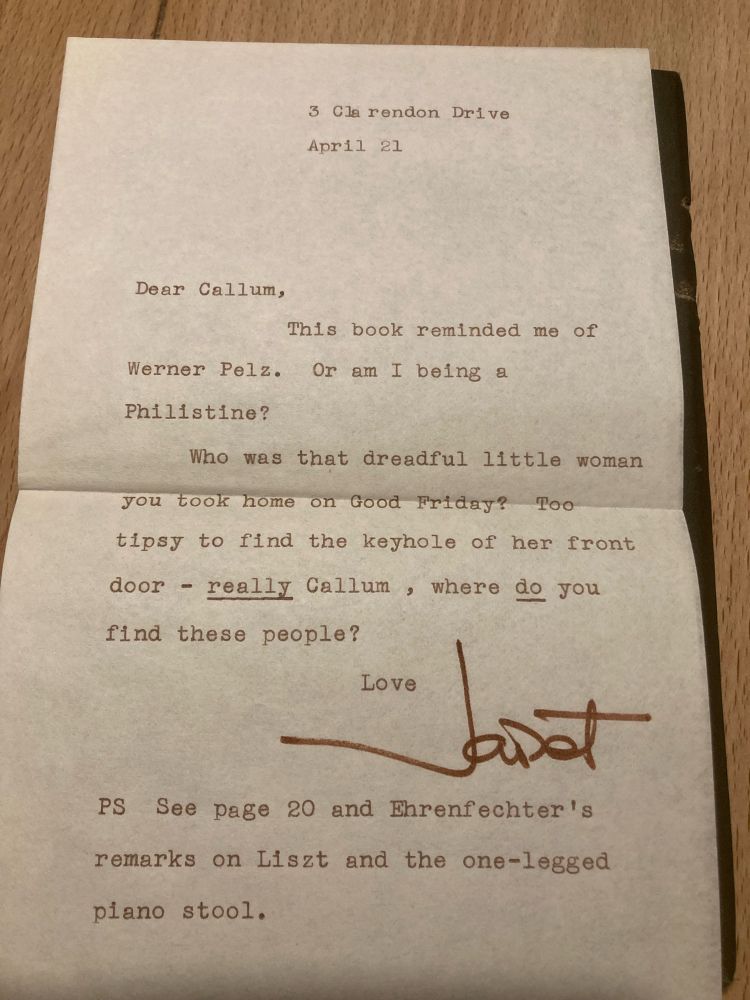 3 Clarendon Drive
April 21
Dear Callum,
This book reminded me of
Werner Pelz. Or am I being a
Philistine?
Who was that dreadful little woman
you took home on Good Friday? Too
tipsy to find the keyhole of her front
door - really Callum , where do you
find these people?
Love
Janet
PS See page 20 and Ehrenfechter's
remarks on Liszt and the one-legged
piano stool.